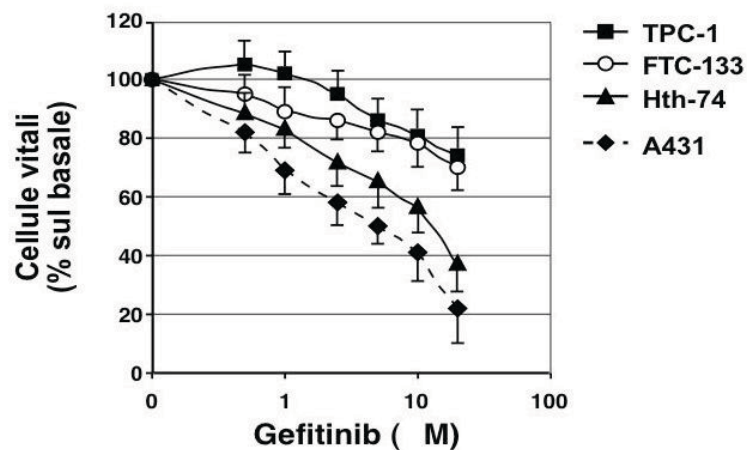 120
100
80
60
40
20
0
0 1 10 100
Cellule vitali
(% sul basale)
Gefitinib ( M)
TPC-1
FTC-133
Hth-74
A431